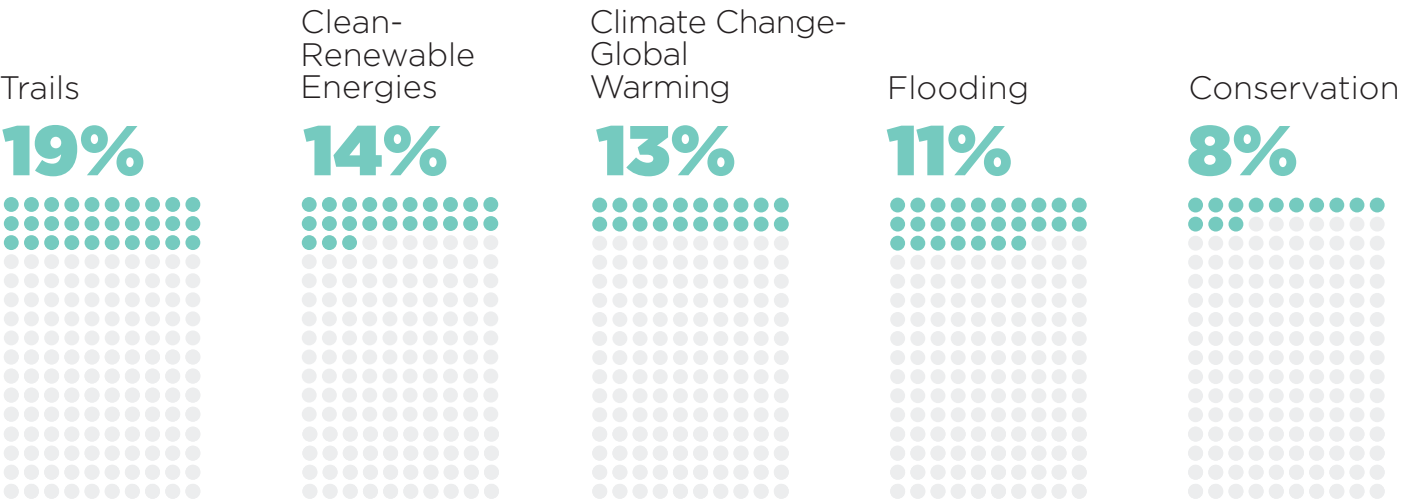 Trails
19%
Clean-
Renewable
Energies
14%
Climate Change-
Global
Warming
13%
Flooding
11%
Conservation
8%